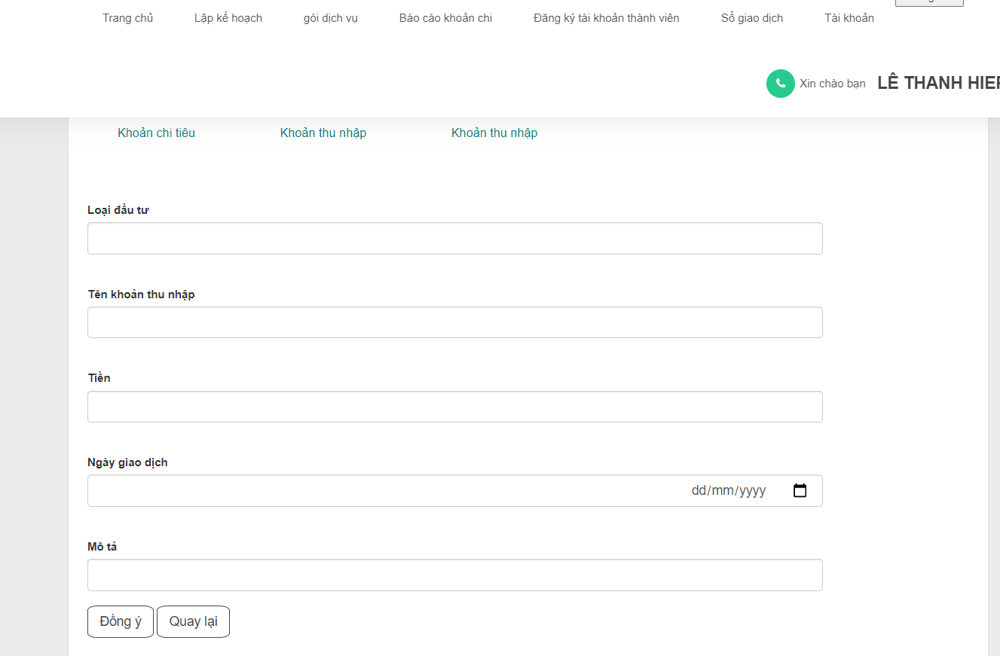 Trang chủ Lập kế hoạch gói dịch vụ Báo cáo khoản chi Đăng ký tài khoản thành viên Sổ giao dịch Tài khoản
Xin chào bạn LÊ THANH HIEP
Khoản chi tiêu Khoản thu nhập Khoản thu nhập
Loại đầu tư
Tên khoản thu nhập
Tiền
Ngày giao dịch
dd/mm/yyyy
Mô tả
Đồng ý Quay lại